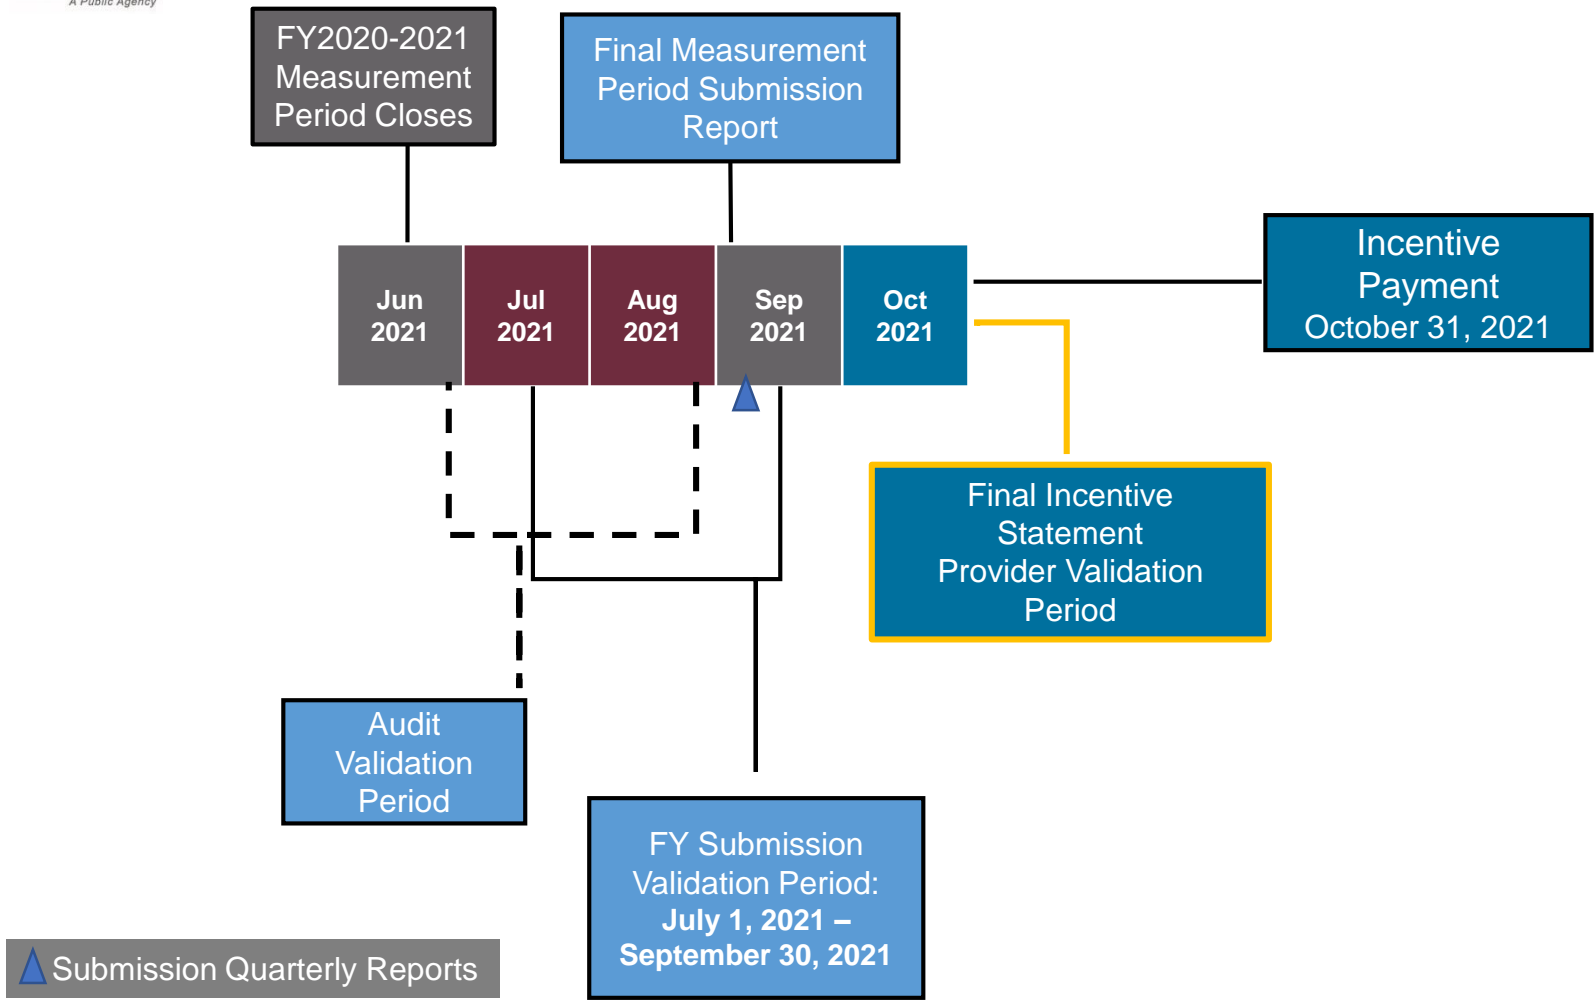 A Public Agency
FY2020-2021
Measurement
Period Closes
Final Measurement
Period Submission
Report
Incentive
Payment
October 31, 2021
Jun
2021
Jul
2021
Aug
2021
Sep
2021
Oct
2021
Final Incentive
Statement
Provider Validation
Period
Audit
Validation
Period
FY Submission
Validation Period:
July 1, 2021 –
September 30, 2021
Submission Quarterly Reports